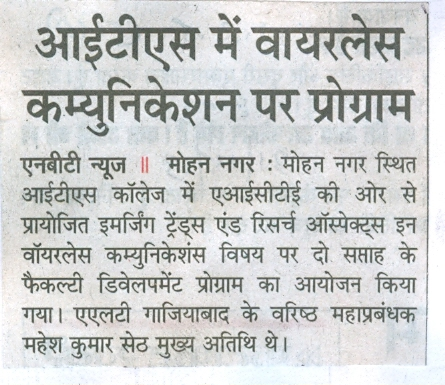 आईटीएस में वायरलेस
कम्युनिकेशन पर प्रोग्राम
एनबीटी न्यूज ॥ मोहन नगर : मोहन नगर स्थित
आईटीएस कॉलेज में एआईसीटीई की ओर से
प्रायोजित इमर्जिंग ट्रेंड्स एंड रिसर्च ऑस्पेक्ट्स इन
वॉयरलेस कम्युनिकेशंस विषय पर दो सप्ताह के
फैकल्टी डिवेलपमेंट प्रोग्राम का आयोजन किया
गया। एएलटी गाजियाबाद के वरिष्ठ महाप्रबंधक
महेश कुमार सेठ मुख्य अतिथि थे।